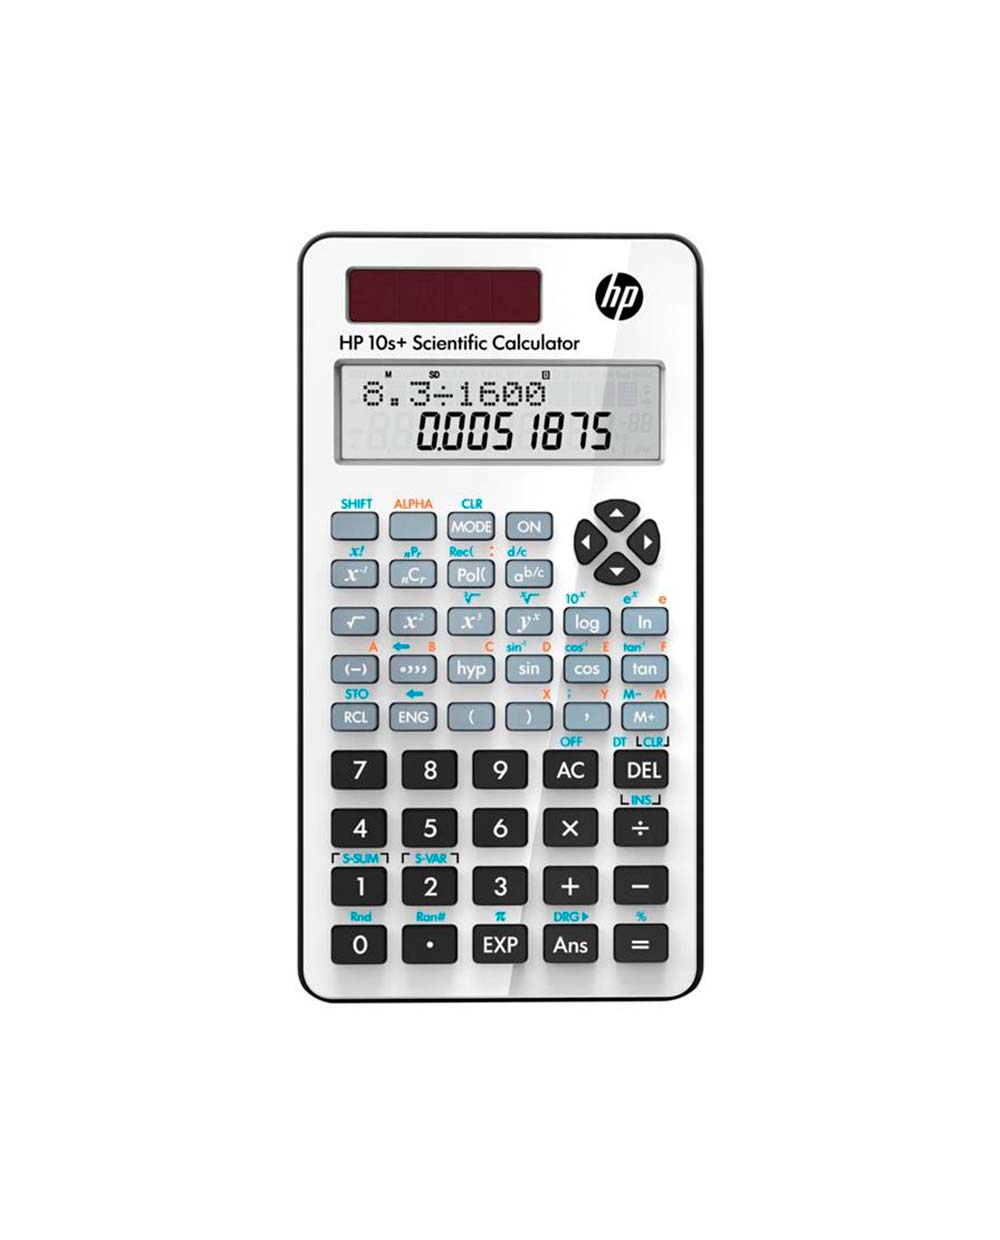 hp
HP 10s+ Scientific Calculator
M SD D
8.3÷1600
0.0051875
SHIFT ALPHA CLR
MODE ON
x! nPr Rec( : d/c
x⁻¹ nCr Pol( ab/c
³√ ˣ√ 10ˣ eˣ e
√ x² x³ yˣ log ln
A ← B C sin⁻¹ D cos⁻¹ E tan⁻¹ F
(−) °,,, hyp sin cos tan
STO ← X ; Y M− M
RCL ENG ( ) , M+
OFF DT CLR
7 8 9 AC DEL
INS
4 5 6 × ÷
S-SUM S-VAR
1 2 3 + −
Rnd Ran# π DRG▶ %
0 . EXP Ans =